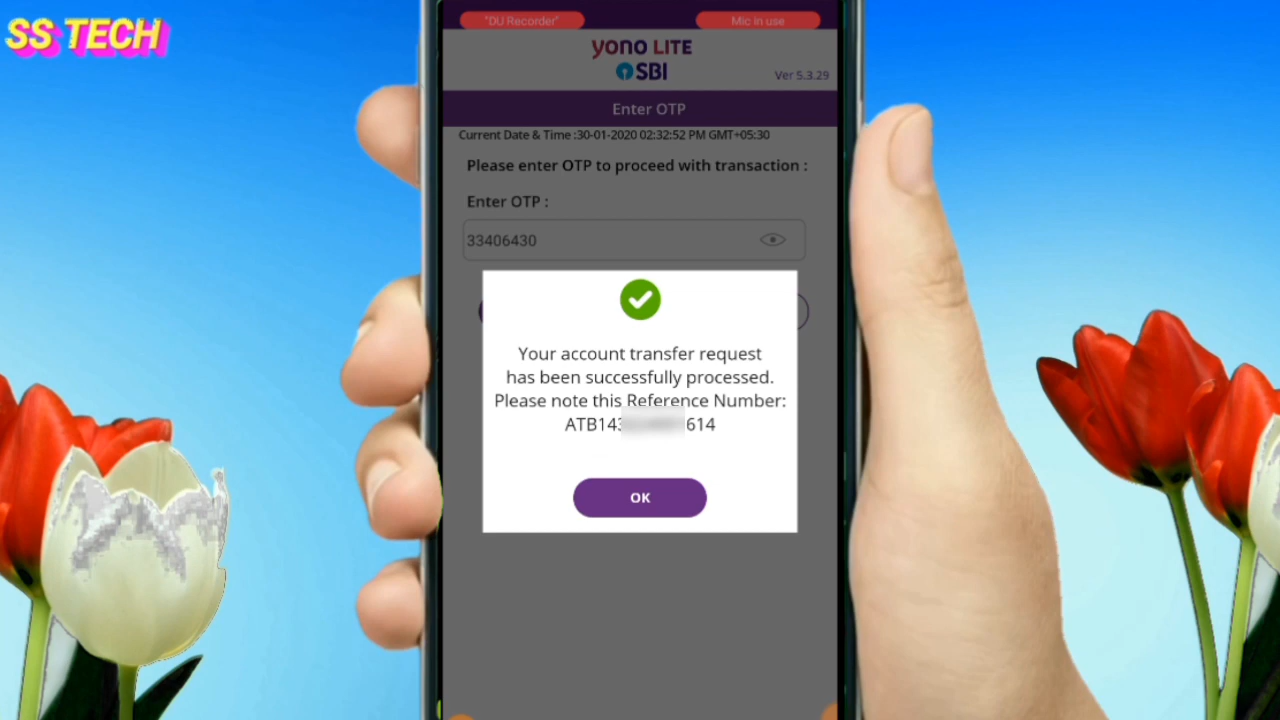 SS TECH
"DU Recorder"
Mic in use
yono LITE
SBI
Ver 5.3.29
Enter OTP
Current Date & Time :30-01-2020 02:32:52 PM GMT+05:30
Please enter OTP to proceed with transaction :
Enter OTP :
33406430
Your account transfer request
has been successfully processed.
Please note this Reference Number:
ATB143 614
OK